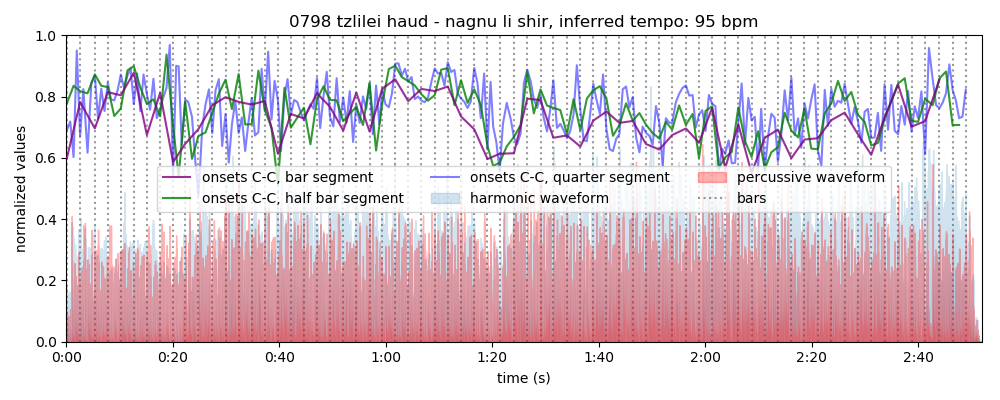 0798 tzlilei haud - nagnu li shir, inferred tempo: 95 bpm
normalized values
1.0
0.8
0.6
0.4
0.2
0.0
onsets C-C, bar segment
onsets C-C, half bar segment
onsets C-C, quarter segment
harmonic waveform
percussive waveform
bars
0:00 0:20 0:40 1:00 1:20 1:40 2:00 2:20 2:40
time (s)